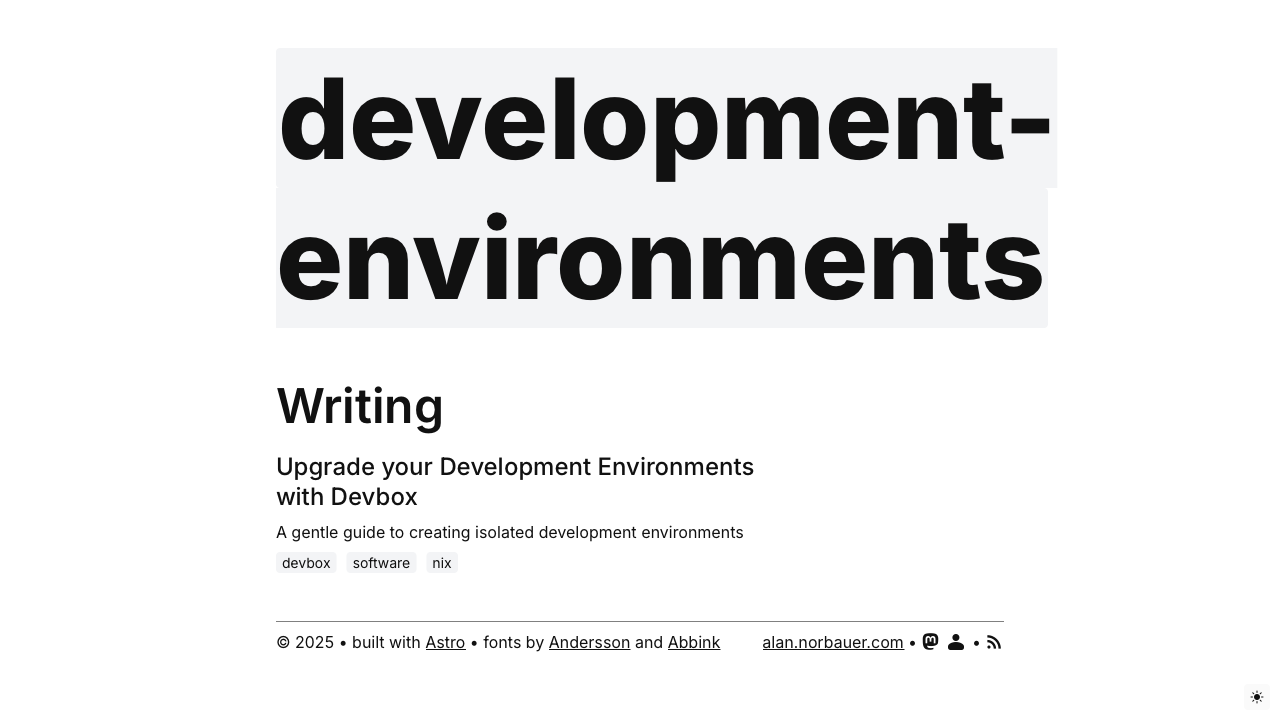 development-
environments
Writing
Upgrade your Development Environments
with Devbox
A gentle guide to creating isolated development environments
devbox software nix
© 2025 • built with Astro • fonts by Andersson and Abbink alan.norbauer.com • •